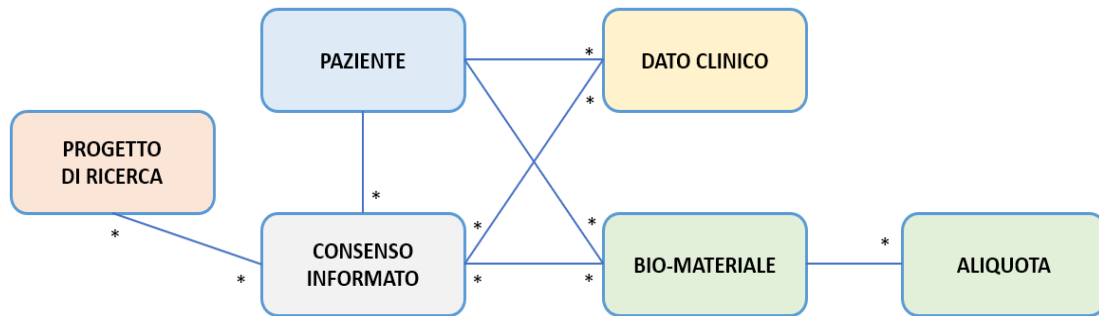 PAZIENTE
*
DATO CLINICO
*
PROGETTO
DI RICERCA
*
*
*
*
*
CONSENSO
INFORMATO
*
*
BIO-MATERIALE
*
ALIQUOTA